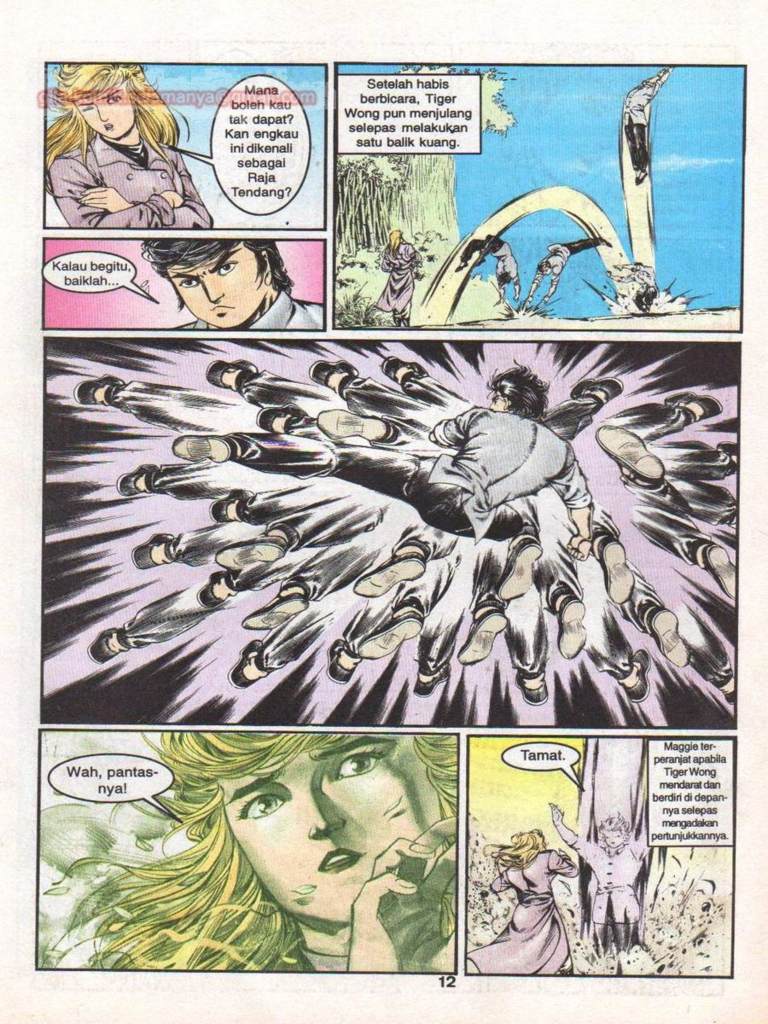 Mana
boleh kau
tak dapat?
Kan engkau
ini dikenali
sebagai
Raja
Tendang?
Setelah habis
berbicara, Tiger
Wong pun menjulang
selepas melakukan
satu balik kuang.
Kalau begitu,
baiklah...
Wah, pantas-
nya!
Tamat.
Maggie ter-
peranjat apabila
Tiger Wong
mendarat dan
berdiri di depan-
nya selepas
mengadakan
pertunjukkannya.
12